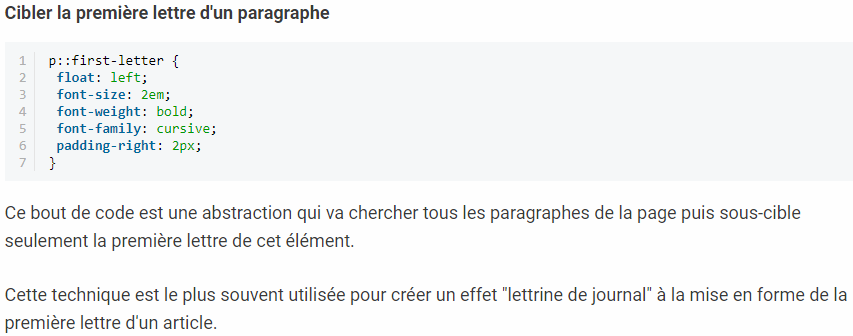 Cibler la première lettre d'un paragraphe
1 p::first-letter {
2 float: left;
3 font-size: 2em;
4 font-weight: bold;
5 font-family: cursive;
6 padding-right: 2px;
7 }
Ce bout de code est une abstraction qui va chercher tous les paragraphes de la page puis sous-cible
seulement la première lettre de cet élément.
Cette technique est le plus souvent utilisée pour créer un effet "lettrine de journal" à la mise en forme de la
première lettre d'un article.